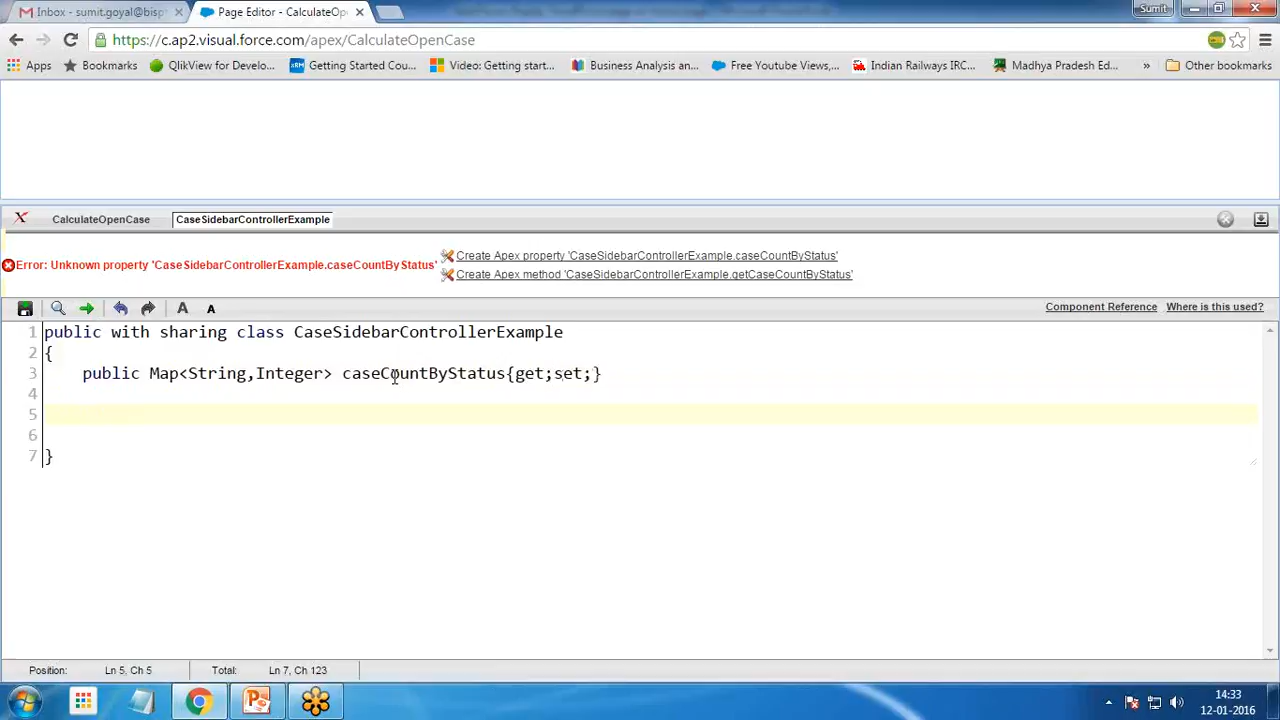 Inbox - sumit.goyal@bisp
Page Editor - CalculateOp
Sumit
https://c.ap2.visual.force.com/apex/CalculateOpenCase
Apps
Bookmarks
QlikView for Develo...
Getting Started Cou...
Video: Getting start...
Business Analysis an...
Free Youtube Views,...
Indian Railways IRC...
Madhya Pradesh Ed...
»
Other bookmarks
CalculateOpenCase
CaseSidebarControllerExample
Error: Unknown property 'CaseSidebarControllerExample.caseCountByStatus'
Create Apex property 'CaseSidebarControllerExample.caseCountByStatus'
Create Apex method 'CaseSidebarControllerExample.getCaseCountByStatus'
A
A
Component Reference
Where is this used?
1 public with sharing class CaseSidebarControllerExample
2 {
3 public Map<String,Integer> caseCountByStatus{get;set;}
4
5
6
7 }
Position:
Ln 5, Ch 5
Total:
Ln 7, Ch 123
14:33
12-01-2016